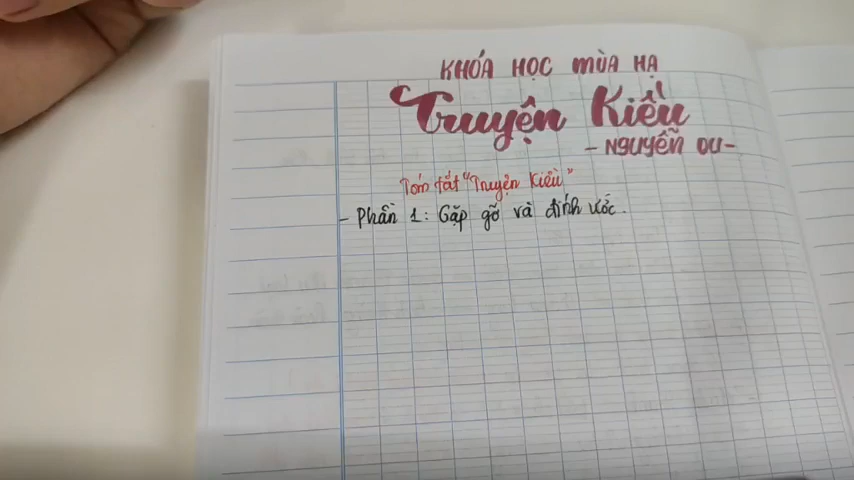 KHÓA HỌC MÙA HẠ
Truyện Kiều
- NGUYỄN DU -
Tóm tắt "Truyện Kiều"
- Phần 1: Gặp gỡ và đính ước.